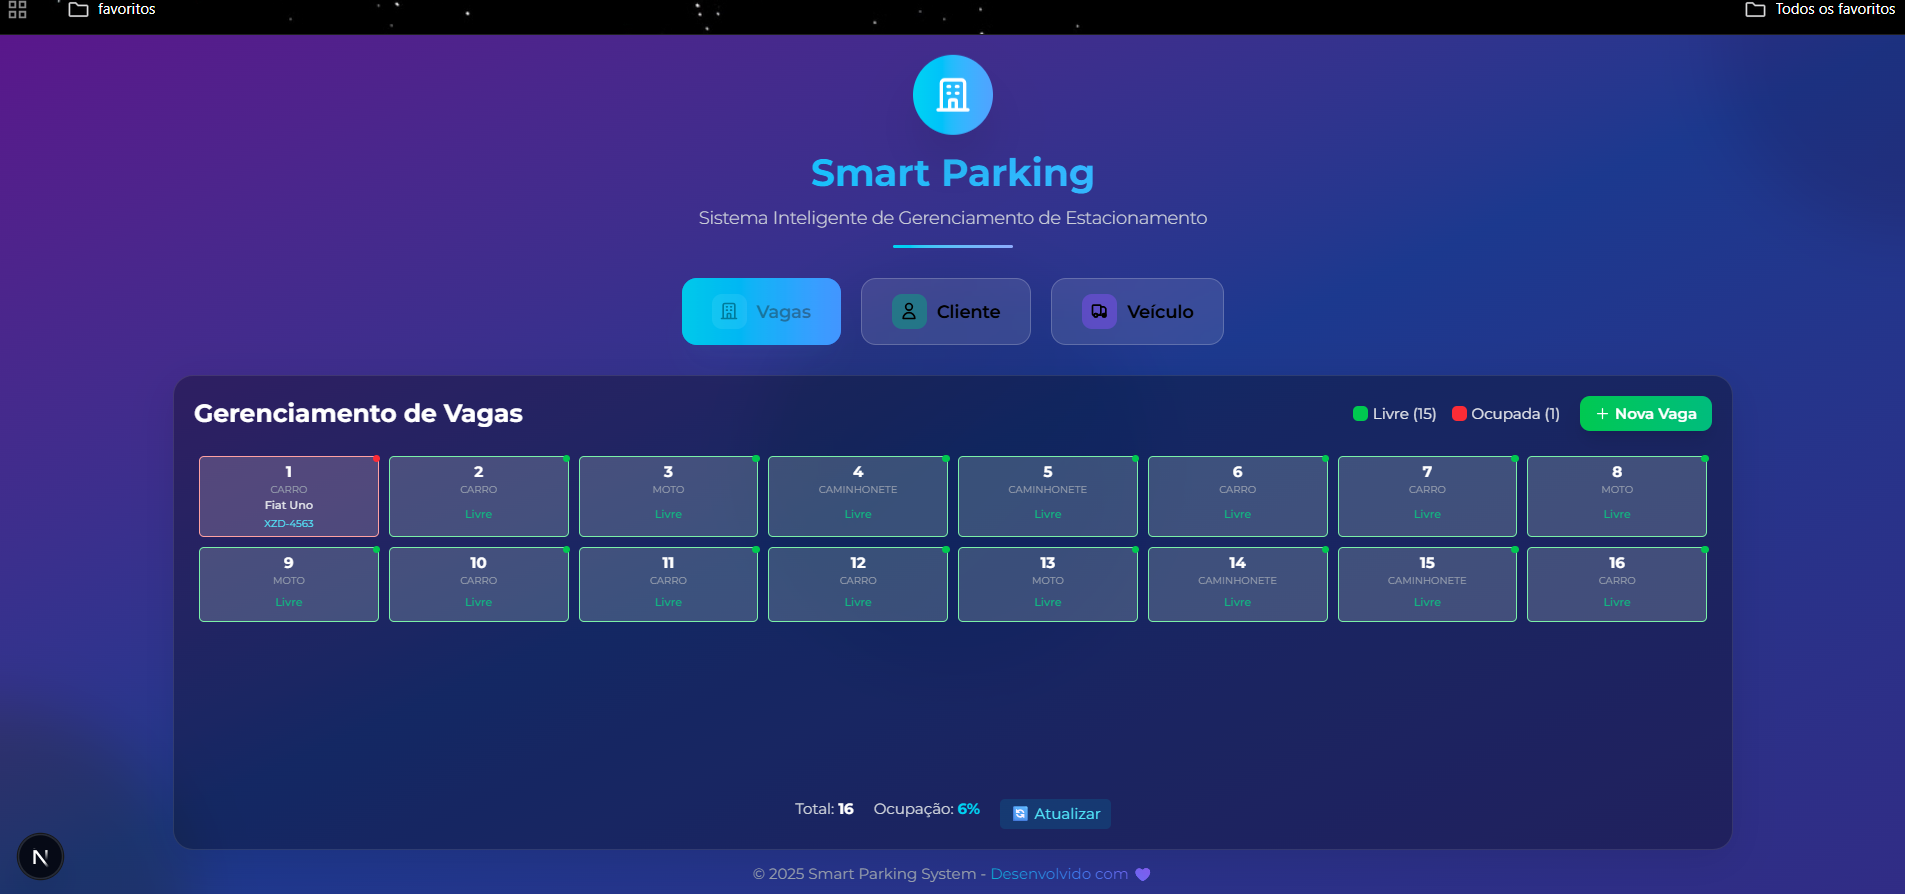 favoritos
Todos os favoritos
Smart Parking
Sistema Inteligente de Gerenciamento de Estacionamento
Vagas
Cliente
Veículo
Gerenciamento de Vagas
Livre (15)
Ocupada (1)
+ Nova Vaga
1
CARRO
Fiat Uno
XZD-4563
2
CARRO
Livre
3
MOTO
Livre
4
CAMINHONETE
Livre
5
CAMINHONETE
Livre
6
CARRO
Livre
7
CARRO
Livre
8
MOTO
Livre
9
MOTO
Livre
10
CARRO
Livre
11
CARRO
Livre
12
CARRO
Livre
13
MOTO
Livre
14
CAMINHONETE
Livre
15
CAMINHONETE
Livre
16
CARRO
Livre
Total: 16
Ocupação: 6%
Atualizar
N
© 2025 Smart Parking System - Desenvolvido com 💜